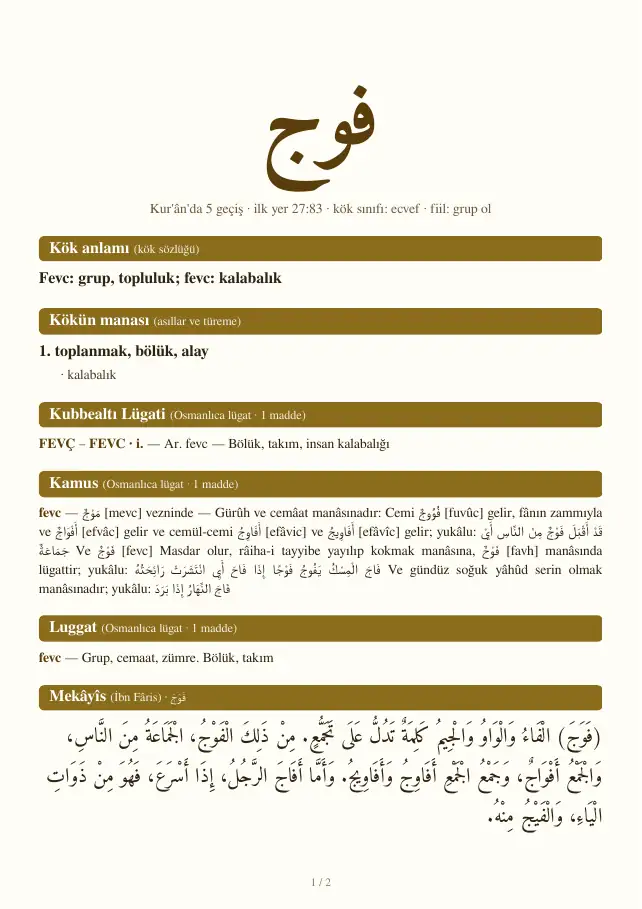 فوج
Kur'ân'da 5 geçiş · ilk yer 27:83 · kök sınıfı: ecvef · fiil: grup ol
Kök anlamı (kök sözlüğü)
Fevc: grup, topluluk; fevc: kalabalık
Kökün manası (asıllar ve türeme)
1. toplanmak, bölük, alay
· kalabalık
Kubbealtı Lügati (Osmanlıca lügat · 1 madde)
FEVÇ – FEVC · i. — Ar. fevc — Bölük, takım, insan kalabalığı
Kamus (Osmanlıca lügat · 1 madde)
fevc — مَوْجٌ [mevc] vezninde — Gürûh ve cemâat manâsınadır: Cemi فُوُوجٌ [fuvûc] gelir, fânın zammıyla
ve أَفْوَاجٌ [efvâc] gelir ve cemül-cemi أَفَاوِجُ [efâvic] ve أَفَاوِيجُ [efâvîc] gelir; yukâlu: قَدْ أَقْبَلَ فَوْجٌ مِنَ النَّاسِ أَيْ
جَمَاعَةٌ Ve فَوْجٌ [fevc] Masdar olur, râiha-i tayyibe yayılıp kokmak manâsına, فَوْحٌ [favh] manâsında
lügattir; yukâlu: فَاجَ الْمِسْكُ يَفُوجُ فَوْجًا إِذَا فَاحَ أَيِ انْتَشَرَتْ رَائِحَتُهُ Ve gündüz soğuk yâhûd serin olmak
manâsınadır; yukâlu: فَاجَ النَّهَارُ إِذَا بَرَدَ
Luggat (Osmanlıca lügat · 1 madde)
fevc — Grup, cemaat, zümre. Bölük, takım
Mekâyîs (İbn Fâris) · فَوَجَ
(فَوَجَ) الْفَاءُ وَالْوَاوُ وَالْجِيمُ كَلِمَةٌ تَدُلُّ عَلَى تَجَمُّعٍ. مِنْ ذَلِكَ الْفَوْجُ، الْجَمَاعَةُ مِنَ النَّاسِ،
وَالْجَمْعُ أَفْوَاجٌ، وَجَمْعُ الْجَمْعِ أَفَاوِجُ وَأَفَاوِيجُ. وَأَمَّا أَفَاجَ الرَّجُلُ، إِذَا أَسْرَعَ، فَهُوَ مِنْ ذَوَاتِ
الْيَاءِ، وَالْفَيْجُ مِنْهُ.
1 / 2